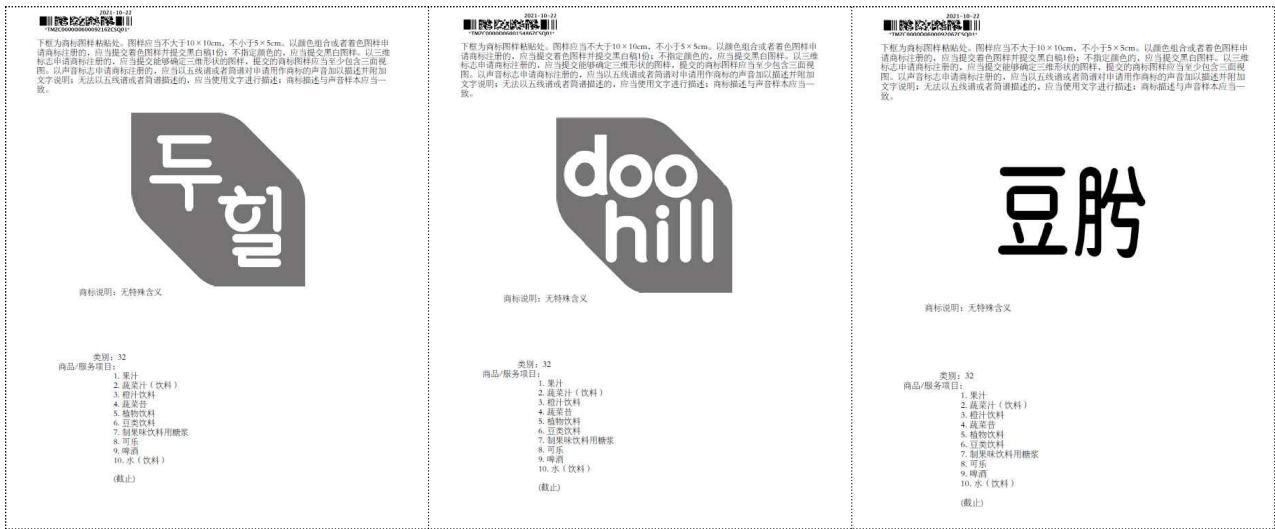 2021-10-22
下框为商标图样粘贴处。图样应当不大于10×10cm，不小于5×5cm。以颜色组合或者着色图样申
请商标注册的，应当提交着色图样并提交黑白稿1份；不指定颜色的，应当提交黑白图样。以三维
标志申请商标注册的，应当提交能够确定三维形状的图样，提交的商标图样应当至少包含三面视
图。以声音标志申请商标注册的，应当以五线谱或者简谱对申请用作商标的声音加以描述并附加
文字说明；无法以五线谱或者简谱描述的，应当使用文字进行描述；商标描述与声音样本应当一
致。
두
힐
商标说明：无特殊含义
类别：32
商品/服务项目：
1. 果汁
2. 蔬菜汁（饮料）
3. 橙汁饮料
4. 蔬菜昔
5. 植物饮料
6. 豆类饮料
7. 制果味饮料用糖浆
8. 可乐
9. 啤酒
10. 水（饮料）
(截止)
2021-10-22
下框为商标图样粘贴处。图样应当不大于10×10cm，不小于5×5cm。以颜色组合或者着色图样申
请商标注册的，应当提交着色图样并提交黑白稿1份；不指定颜色的，应当提交黑白图样。以三维
标志申请商标注册的，应当提交能够确定三维形状的图样，提交的商标图样应当至少包含三面视
图。以声音标志申请商标注册的，应当以五线谱或者简谱对申请用作商标的声音加以描述并附加
文字说明；无法以五线谱或者简谱描述的，应当使用文字进行描述；商标描述与声音样本应当一
致。
doo
hill
商标说明：无特殊含义
类别：32
商品/服务项目：
1. 果汁
2. 蔬菜汁（饮料）
3. 橙汁饮料
4. 蔬菜昔
5. 植物饮料
6. 豆类饮料
7. 制果味饮料用糖浆
8. 可乐
9. 啤酒
10. 水（饮料）
(截止)
2021-10-22
下框为商标图样粘贴处。图样应当不大于10×10cm，不小于5×5cm。以颜色组合或者着色图样申
请商标注册的，应当提交着色图样并提交黑白稿1份；不指定颜色的，应当提交黑白图样。以三维
标志申请商标注册的，应当提交能够确定三维形状的图样，提交的商标图样应当至少包含三面视
图。以声音标志申请商标注册的，应当以五线谱或者简谱对申请用作商标的声音加以描述并附加
文字说明；无法以五线谱或者简谱描述的，应当使用文字进行描述；商标描述与声音样本应当一
致。
豆肹
商标说明：无特殊含义
类别：32
商品/服务项目：
1. 果汁
2. 蔬菜汁（饮料）
3. 橙汁饮料
4. 蔬菜昔
5. 植物饮料
6. 豆类饮料
7. 制果味饮料用糖浆
8. 可乐
9. 啤酒
10. 水（饮料）
(截止)